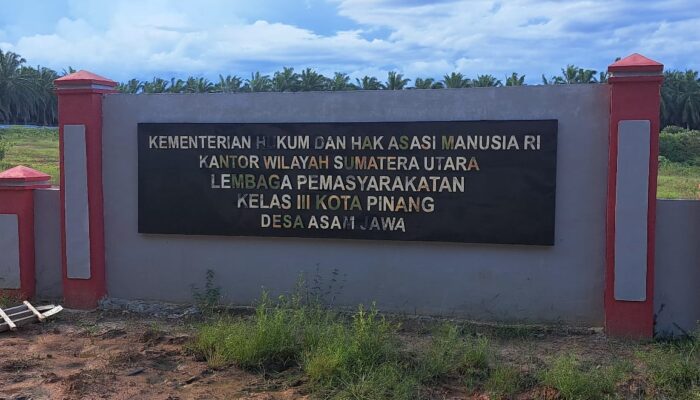 KEMENTERIAN HUKUM DAN HAK ASASI MANUSIA RI
KANTOR WILAYAH SUMATERA UTARA
LEMBAGA PEMASYARAKATAN
KELAS III KOTA PINANG
DESA ASAM JAWA